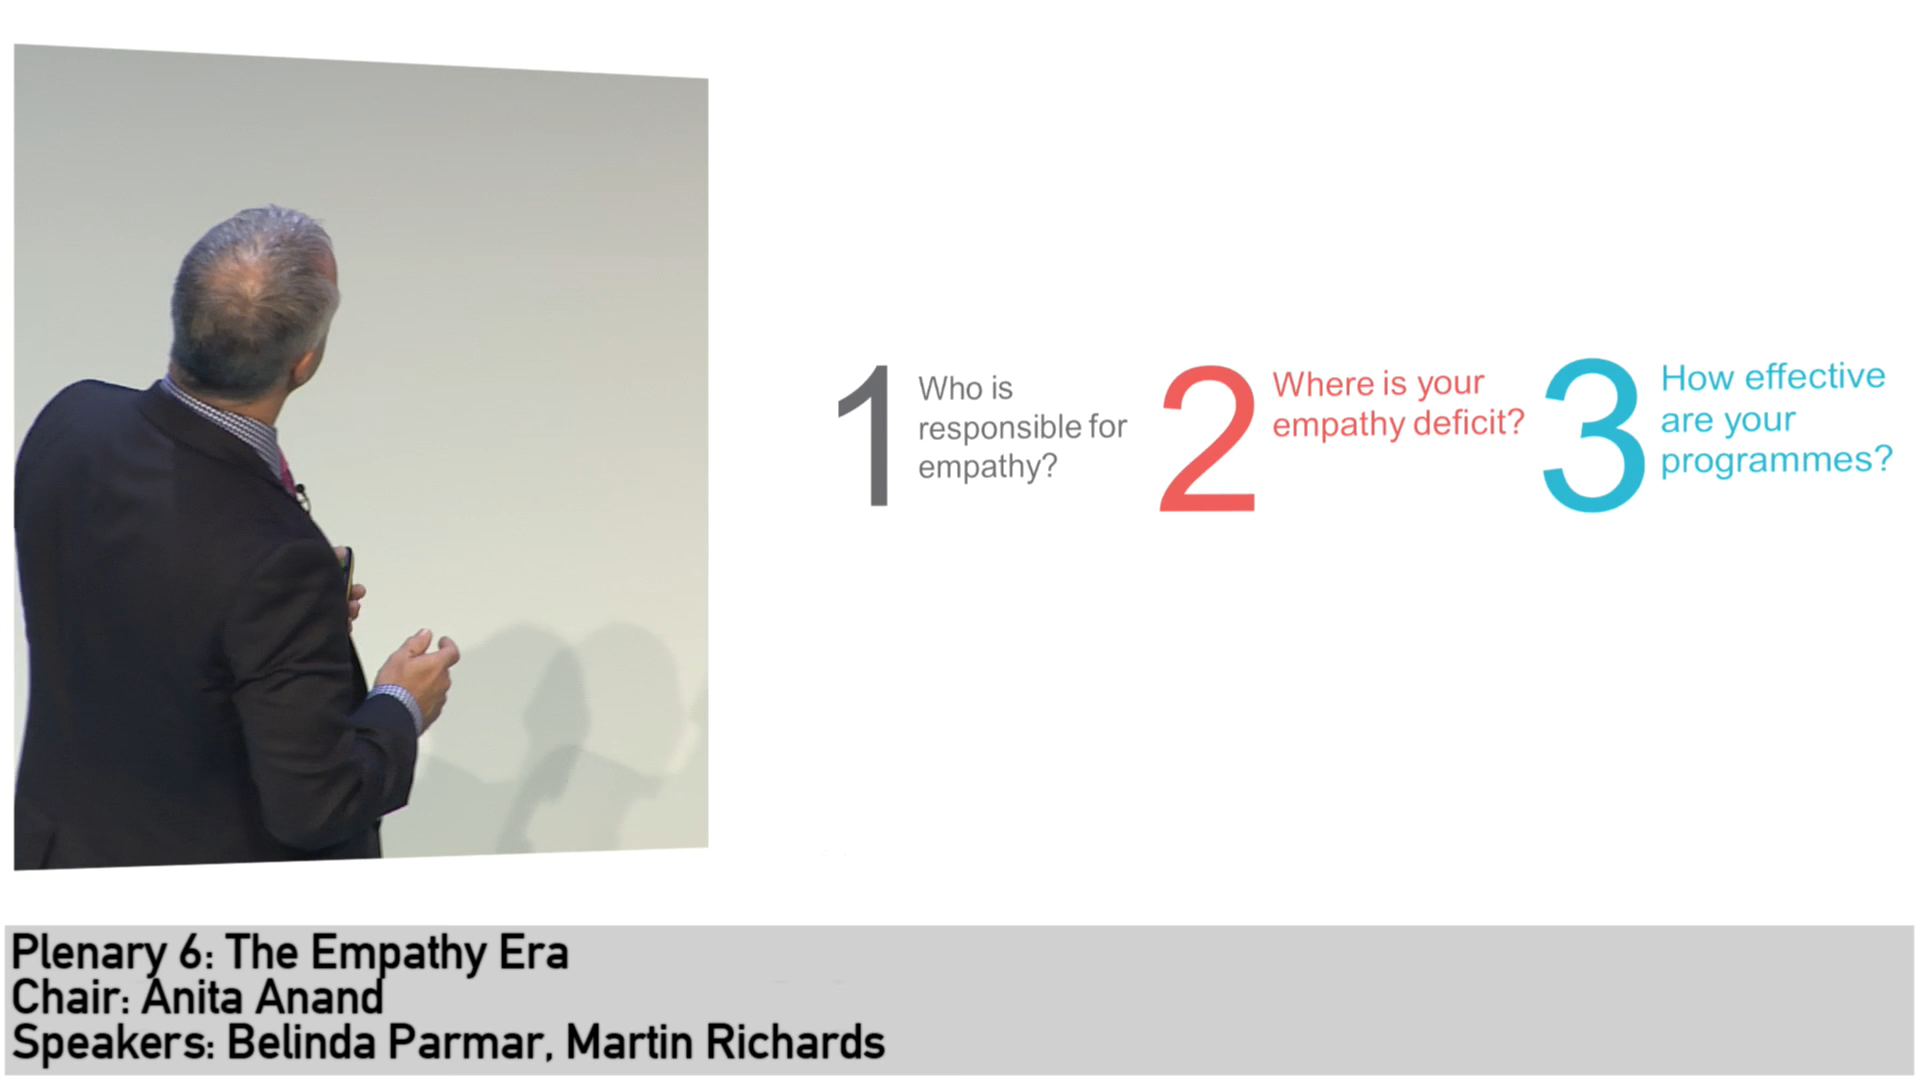 1 Who is
responsible for
empathy?
2 Where is your
empathy deficit?
3 How effective
are your
programmes?
Plenary 6: The Empathy Era
Chair: Anita Anand
Speakers: Belinda Parmar, Martin Richards